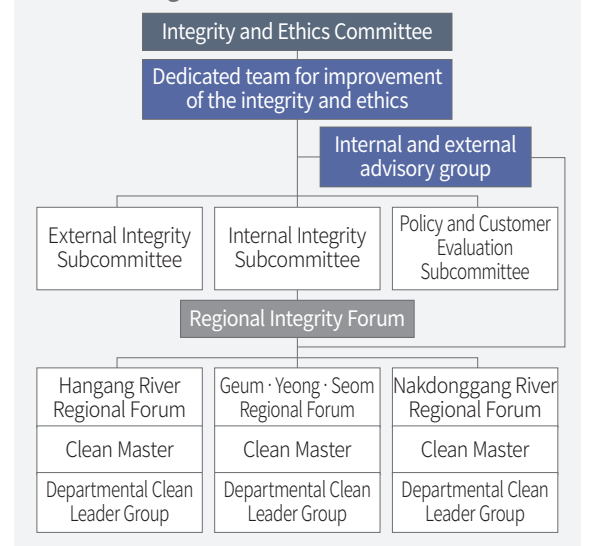 Integrity and Ethics Committee
Dedicated team for improvement
of the integrity and ethics
Internal and external
advisory group
External Integrity
Subcommittee
Internal Integrity
Subcommittee
Policy and Customer
Evaluation
Subcommittee
Regional Integrity Forum
Hangang River
Regional Forum
Clean Master
Departmental Clean
Leader Group
Geum · Yeong · Seom
Regional Forum
Clean Master
Departmental Clean
Leader Group
Nakdonggang River
Regional Forum
Clean Master
Departmental Clean
Leader Group